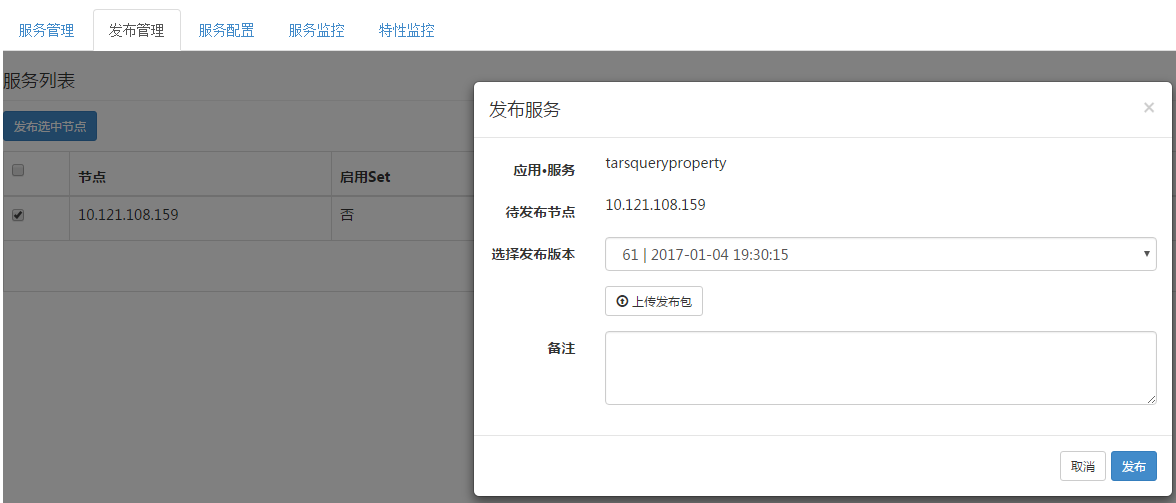 服务管理 发布管理 服务配置 服务监控 特性监控
服务列表
发布选中节点
节点 启用Set
10.121.108.159 否
发布服务 ×
应用•服务 tarsqueryproperty
待发布节点 10.121.108.159
选择发布版本 61 | 2017-01-04 19:30:15
上传发布包
备注
取消 发布